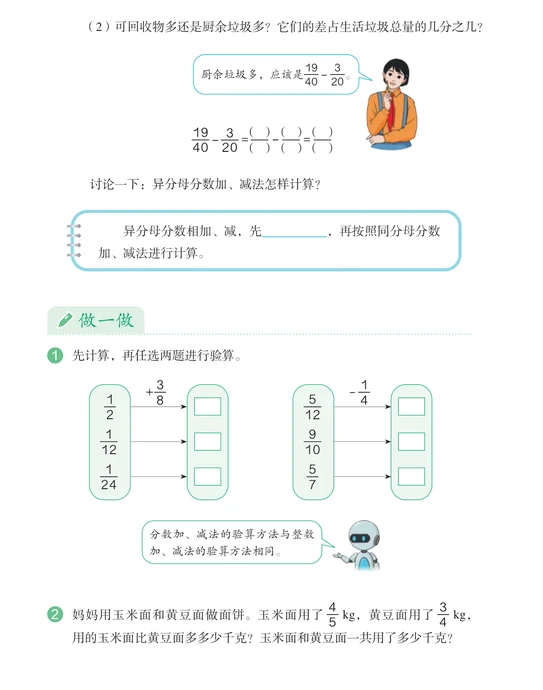 （2）可回收物多还是厨余垃圾多？它们的差占生活垃圾总量的几分之几？
厨余垃圾多，应该是19/40－3/20。
19/40－3/20＝（ ）/（ ）－（ ）/（ ）＝（ ）/（ ）
讨论一下：异分母分数加、减法怎样计算？
异分母分数相加、减，先__________，再按照同分母分数
加、减法进行计算。
做一做
1 先计算，再任选两题进行验算。
＋3/8
1/2
1/12
1/24
－1/4
5/12
9/10
5/7
分数加、减法的验算方法与整数
加、减法的验算方法相同。
2 妈妈用玉米面和黄豆面做面饼。玉米面用了4/5 kg，黄豆面用了3/4 kg，
用的玉米面比黄豆面多多少千克？玉米面和黄豆面一共用了多少千克？